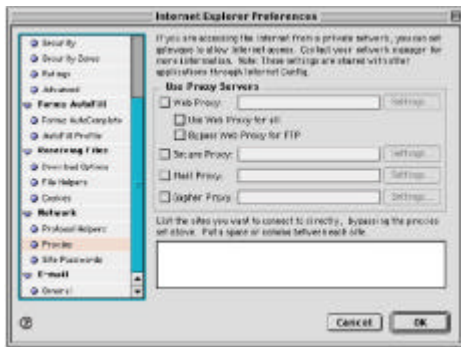 Internet Explorer Preferences
Security
Security Zones
Ratings
Advanced
Forms AutoFill
Forms AutoComplete
AutoFill Profile
Receiving Files
Download Options
File Helpers
Cookies
Network
Protocol Helpers
Proxies
Site Passwords
E-mail
General
If you are accessing the Internet from a private network, you can set
gateways to allow Internet access. Contact your network manager for
more information. Note: These settings are shared with other
applications through Internet Config.
Use Proxy Servers
Web Proxy: Settings...
Use Web Proxy for all
Bypass Web Proxy for FTP
Secure Proxy: Settings...
Mail Proxy: Settings...
Gopher Proxy: Settings...
List the sites you want to connect to directly, bypassing the proxies
set above. Put a space or comma between each site.
Cancel
OK